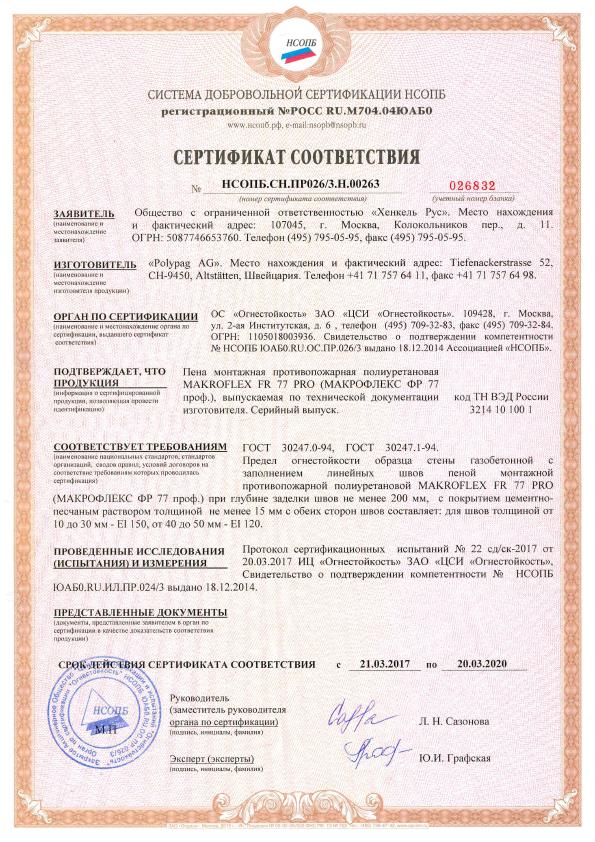 НСОПБ
СИСТЕМА ДОБРОВОЛЬНОЙ СЕРТИФИКАЦИИ НСОПБ
регистрационный №РОСС RU.М704.04ЮАБ0
www.нсопб.рф, e-mail:nsopb@nsopb.ru
СЕРТИФИКАТ СООТВЕТСТВИЯ
№ НСОПБ.СН.ПР026/3.Н.00263 026832
(номер сертификата соответствия) (учетный номер бланка)
ЗАЯВИТЕЛЬ Общество с ограниченной ответственностью «Хенкель Рус». Место нахождения
(наименование и и фактический адрес: 107045, г. Москва, Колокольников пер., д. 11.
местонахождение ОГРН: 5087746653760. Телефон (495) 795-05-95, факс (495) 795-05-95.
заявителя)
ИЗГОТОВИТЕЛЬ «Polypag AG». Место нахождения и фактический адрес: Tiefenackerstrasse 52,
(наименование и CH-9450, Altstätten, Швейцария. Телефон +41 71 757 64 11, факс +41 71 757 64 98.
местонахождение
изготовителя продукции)
ОРГАН ПО СЕРТИФИКАЦИИ ОС «Огнестойкость» ЗАО «ЦСИ «Огнестойкость». 109428, г. Москва,
(наименование и местонахождение органа по ул. 2-ая Институтская, д. 6 , телефон (495) 709-32-83, факс (495) 709-32-84.
сертификации, выдавшего сертификат ОГРН: 1105018003936. Свидетельство о подтверждении компетентности
соответствия) № НСОПБ ЮАБ0.RU.ОС.ПР.026/3 выдано 18.12.2014 Ассоциацией «НСОПБ».
ПОДТВЕРЖДАЕТ, ЧТО Пена монтажная противопожарная полиуретановая
ПРОДУКЦИЯ MAKROFLEX FR 77 PRO (МАКРОФЛЕКС ФР 77
(информация о сертифицированной проф.), выпускаемая по технической документации код ТН ВЭД России
продукции, позволяющая провести изготовителя. Серийный выпуск. 3214 10 100 1
идентификацию)
СООТВЕТСТВУЕТ ТРЕБОВАНИЯМ ГОСТ 30247.0-94, ГОСТ 30247.1-94.
(наименование национальных стандартов, стандартов Предел огнестойкости образца стены газобетонной с
организаций, сводов правил, условий договоров на заполнением линейных швов пеной монтажной
соответствие требованиям которых проводилась противопожарной полиуретановой MAKROFLEX FR 77 PRO
сертификация)
(МАКРОФЛЕКС ФР 77 проф.) при глубине заделки швов не менее 200 мм, с покрытием цементно-
песчаным раствором толщиной не менее 15 мм с обеих сторон швов составляет: для швов толщиной от
10 до 30 мм - EI 150, от 40 до 50 мм - EI 120.
ПРОВЕДЕННЫЕ ИССЛЕДОВАНИЯ Протокол сертификационных испытаний № 22 сд/ск-2017 от
(ИСПЫТАНИЯ) И ИЗМЕРЕНИЯ 20.03.2017 ИЦ «Огнестойкость» ЗАО «ЦСИ «Огнестойкость»,
Свидетельство о подтверждении компетентности № НСОПБ
ЮАБ0.RU.ИЛ.ПР.024/3 выдано 18.12.2014.
ПРЕДСТАВЛЕННЫЕ ДОКУМЕНТЫ
(документы, представленные заявителем в орган по
сертификации в качестве доказательств соответствия
продукции)
СРОК ДЕЙСТВИЯ СЕРТИФИКАТА СООТВЕТСТВИЯ с 21.03.2017 по 20.03.2020
Руководитель
(заместитель руководителя
органа по сертификации) Л. Н. Сазонова
(подпись, инициалы, фамилия)
НСОПБ
М.П
Эксперт (эксперты) Ю.И. Графская
(подпись, инициалы, фамилия)